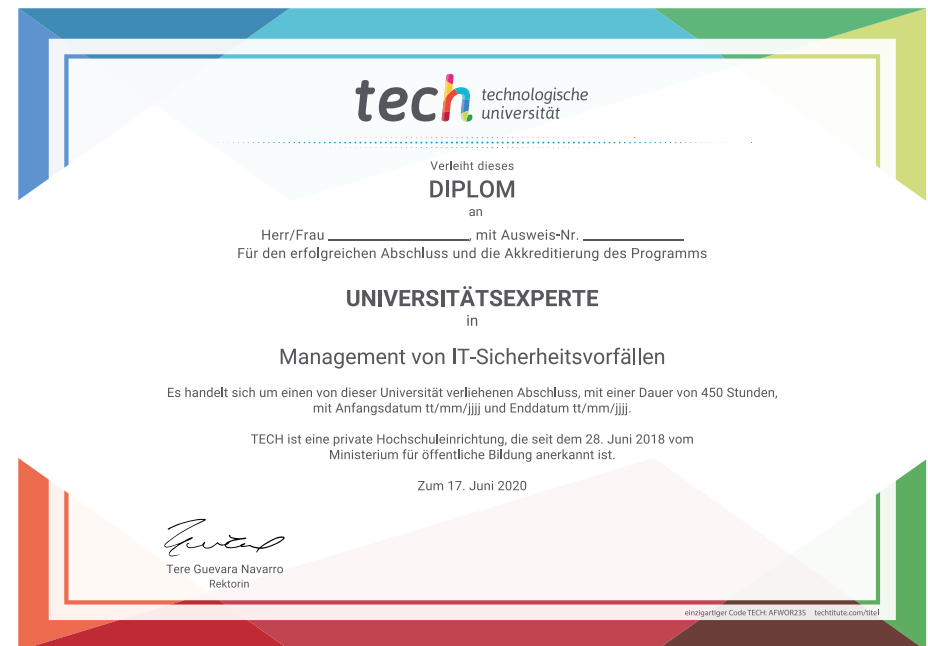 tech technologische
universität
Verleiht dieses
DIPLOM
an
Herr/Frau ______________, mit Ausweis-Nr. ______________
Für den erfolgreichen Abschluss und die Akkreditierung des Programms
UNIVERSITÄTSEXPERTE
in
Management von IT-Sicherheitsvorfällen
Es handelt sich um einen von dieser Universität verliehenen Abschluss, mit einer Dauer von 450 Stunden,
mit Anfangsdatum tt/mm/jjjj und Enddatum tt/mm/jjjj.
TECH ist eine private Hochschuleinrichtung, die seit dem 28. Juni 2018 vom
Ministerium für öffentliche Bildung anerkannt ist.
Zum 17. Juni 2020
Tere Guevara Navarro
Rektorin
einzigartiger Code TECH: AFWOR23S techtitute.com/titel